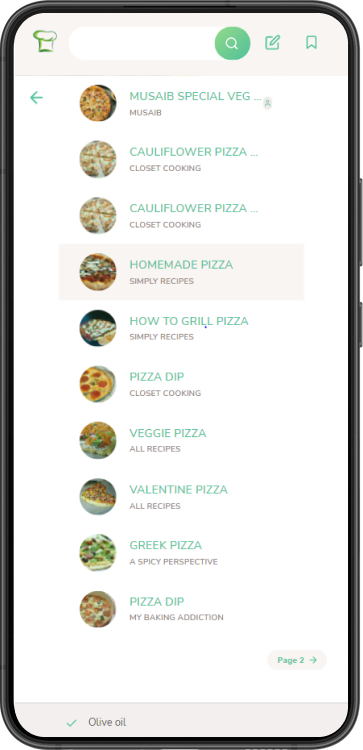 MUSAIB SPECIAL VEG ...
MUSAIB
CAULIFLOWER PIZZA ...
CLOSET COOKING
CAULIFLOWER PIZZA ...
CLOSET COOKING
HOMEMADE PIZZA
SIMPLY RECIPES
HOW TO GRILL PIZZA
SIMPLY RECIPES
PIZZA DIP
CLOSET COOKING
VEGGIE PIZZA
ALL RECIPES
VALENTINE PIZZA
ALL RECIPES
GREEK PIZZA
A SPICY PERSPECTIVE
PIZZA DIP
MY BAKING ADDICTION
Page 2
Olive oil